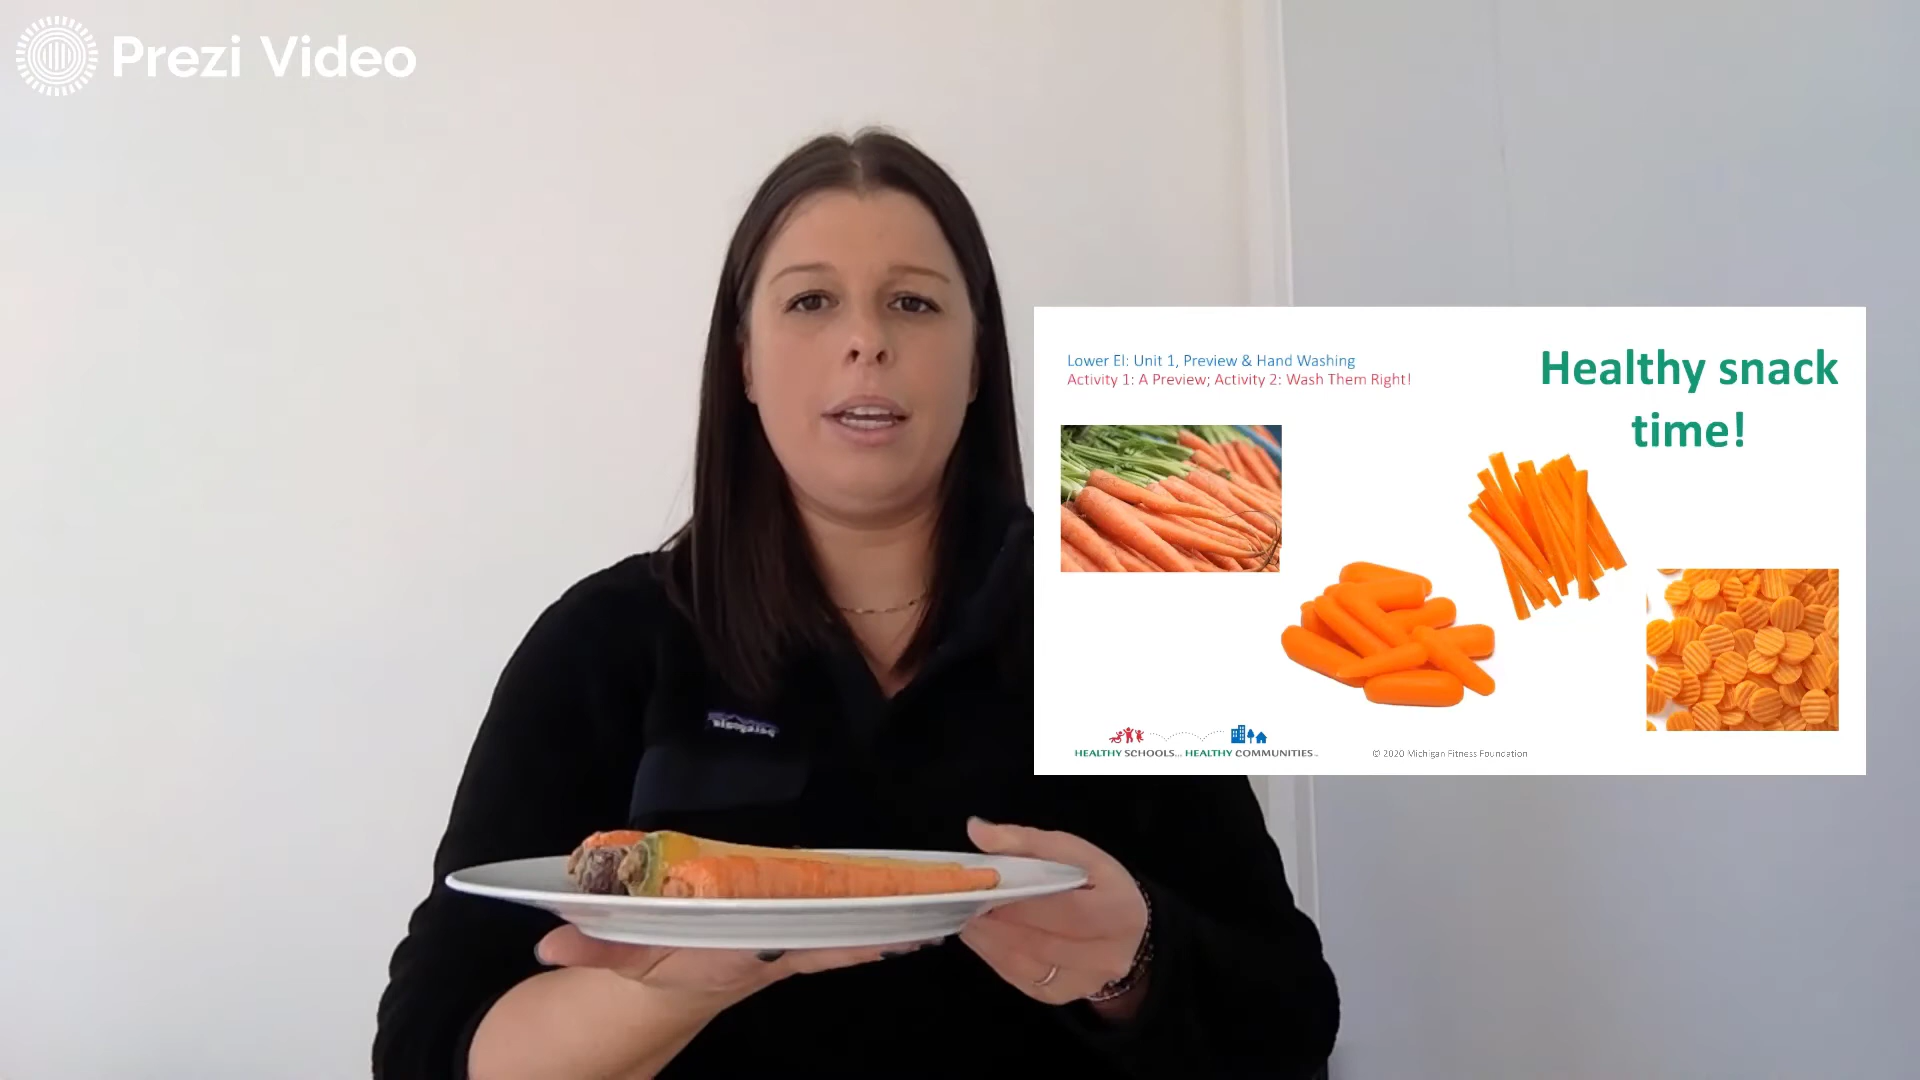 Prezi Video
Lower El: Unit 1, Preview & Hand Washing
Activity 1: A Preview; Activity 2: Wash Them Right!
Healthy snack
time!
HEALTHY SCHOOLS... HEALTHY COMMUNITIES
© 2020 Michigan Fitness Foundation